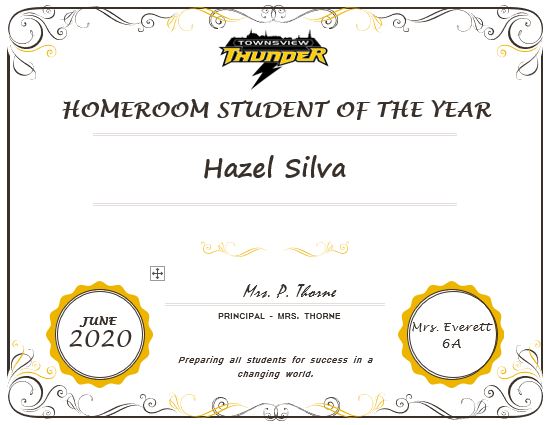 TOWNSVIEW
THUNDER
HOMEROOM STUDENT OF THE YEAR
Hazel Silva
Mrs. P. Thorne
PRINCIPAL - MRS. THORNE
JUNE
2020
Mrs. Everett
6A
Preparing all students for success in a
changing world.